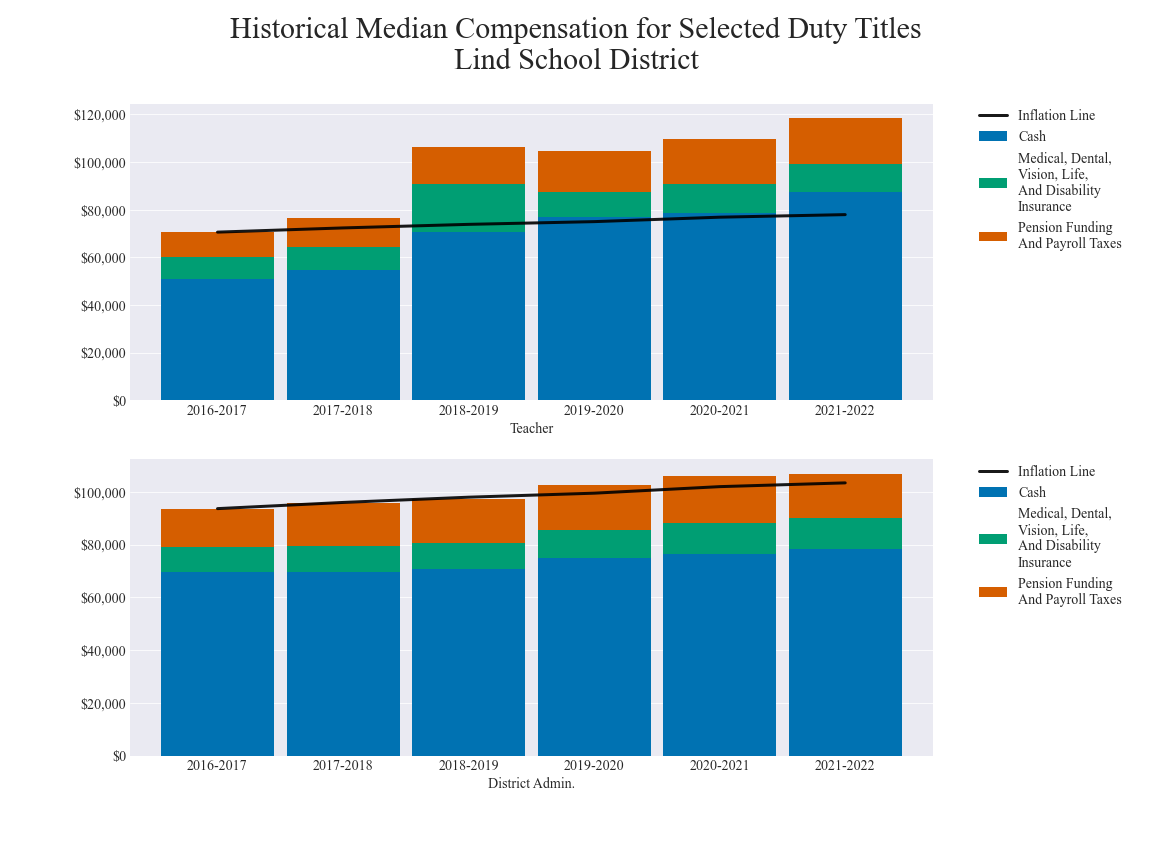 Historical Median Compensation for Selected Duty Titles
Lind School District
$120,000
$100,000
$80,000
$60,000
$40,000
$20,000
$0
2016-2017
2017-2018
2018-2019
2019-2020
2020-2021
2021-2022
Teacher
Inflation Line
Cash
Medical, Dental,
Vision, Life,
And Disability
Insurance
Pension Funding
And Payroll Taxes
$100,000
$80,000
$60,000
$40,000
$20,000
$0
2016-2017
2017-2018
2018-2019
2019-2020
2020-2021
2021-2022
District Admin.
Inflation Line
Cash
Medical, Dental,
Vision, Life,
And Disability
Insurance
Pension Funding
And Payroll Taxes